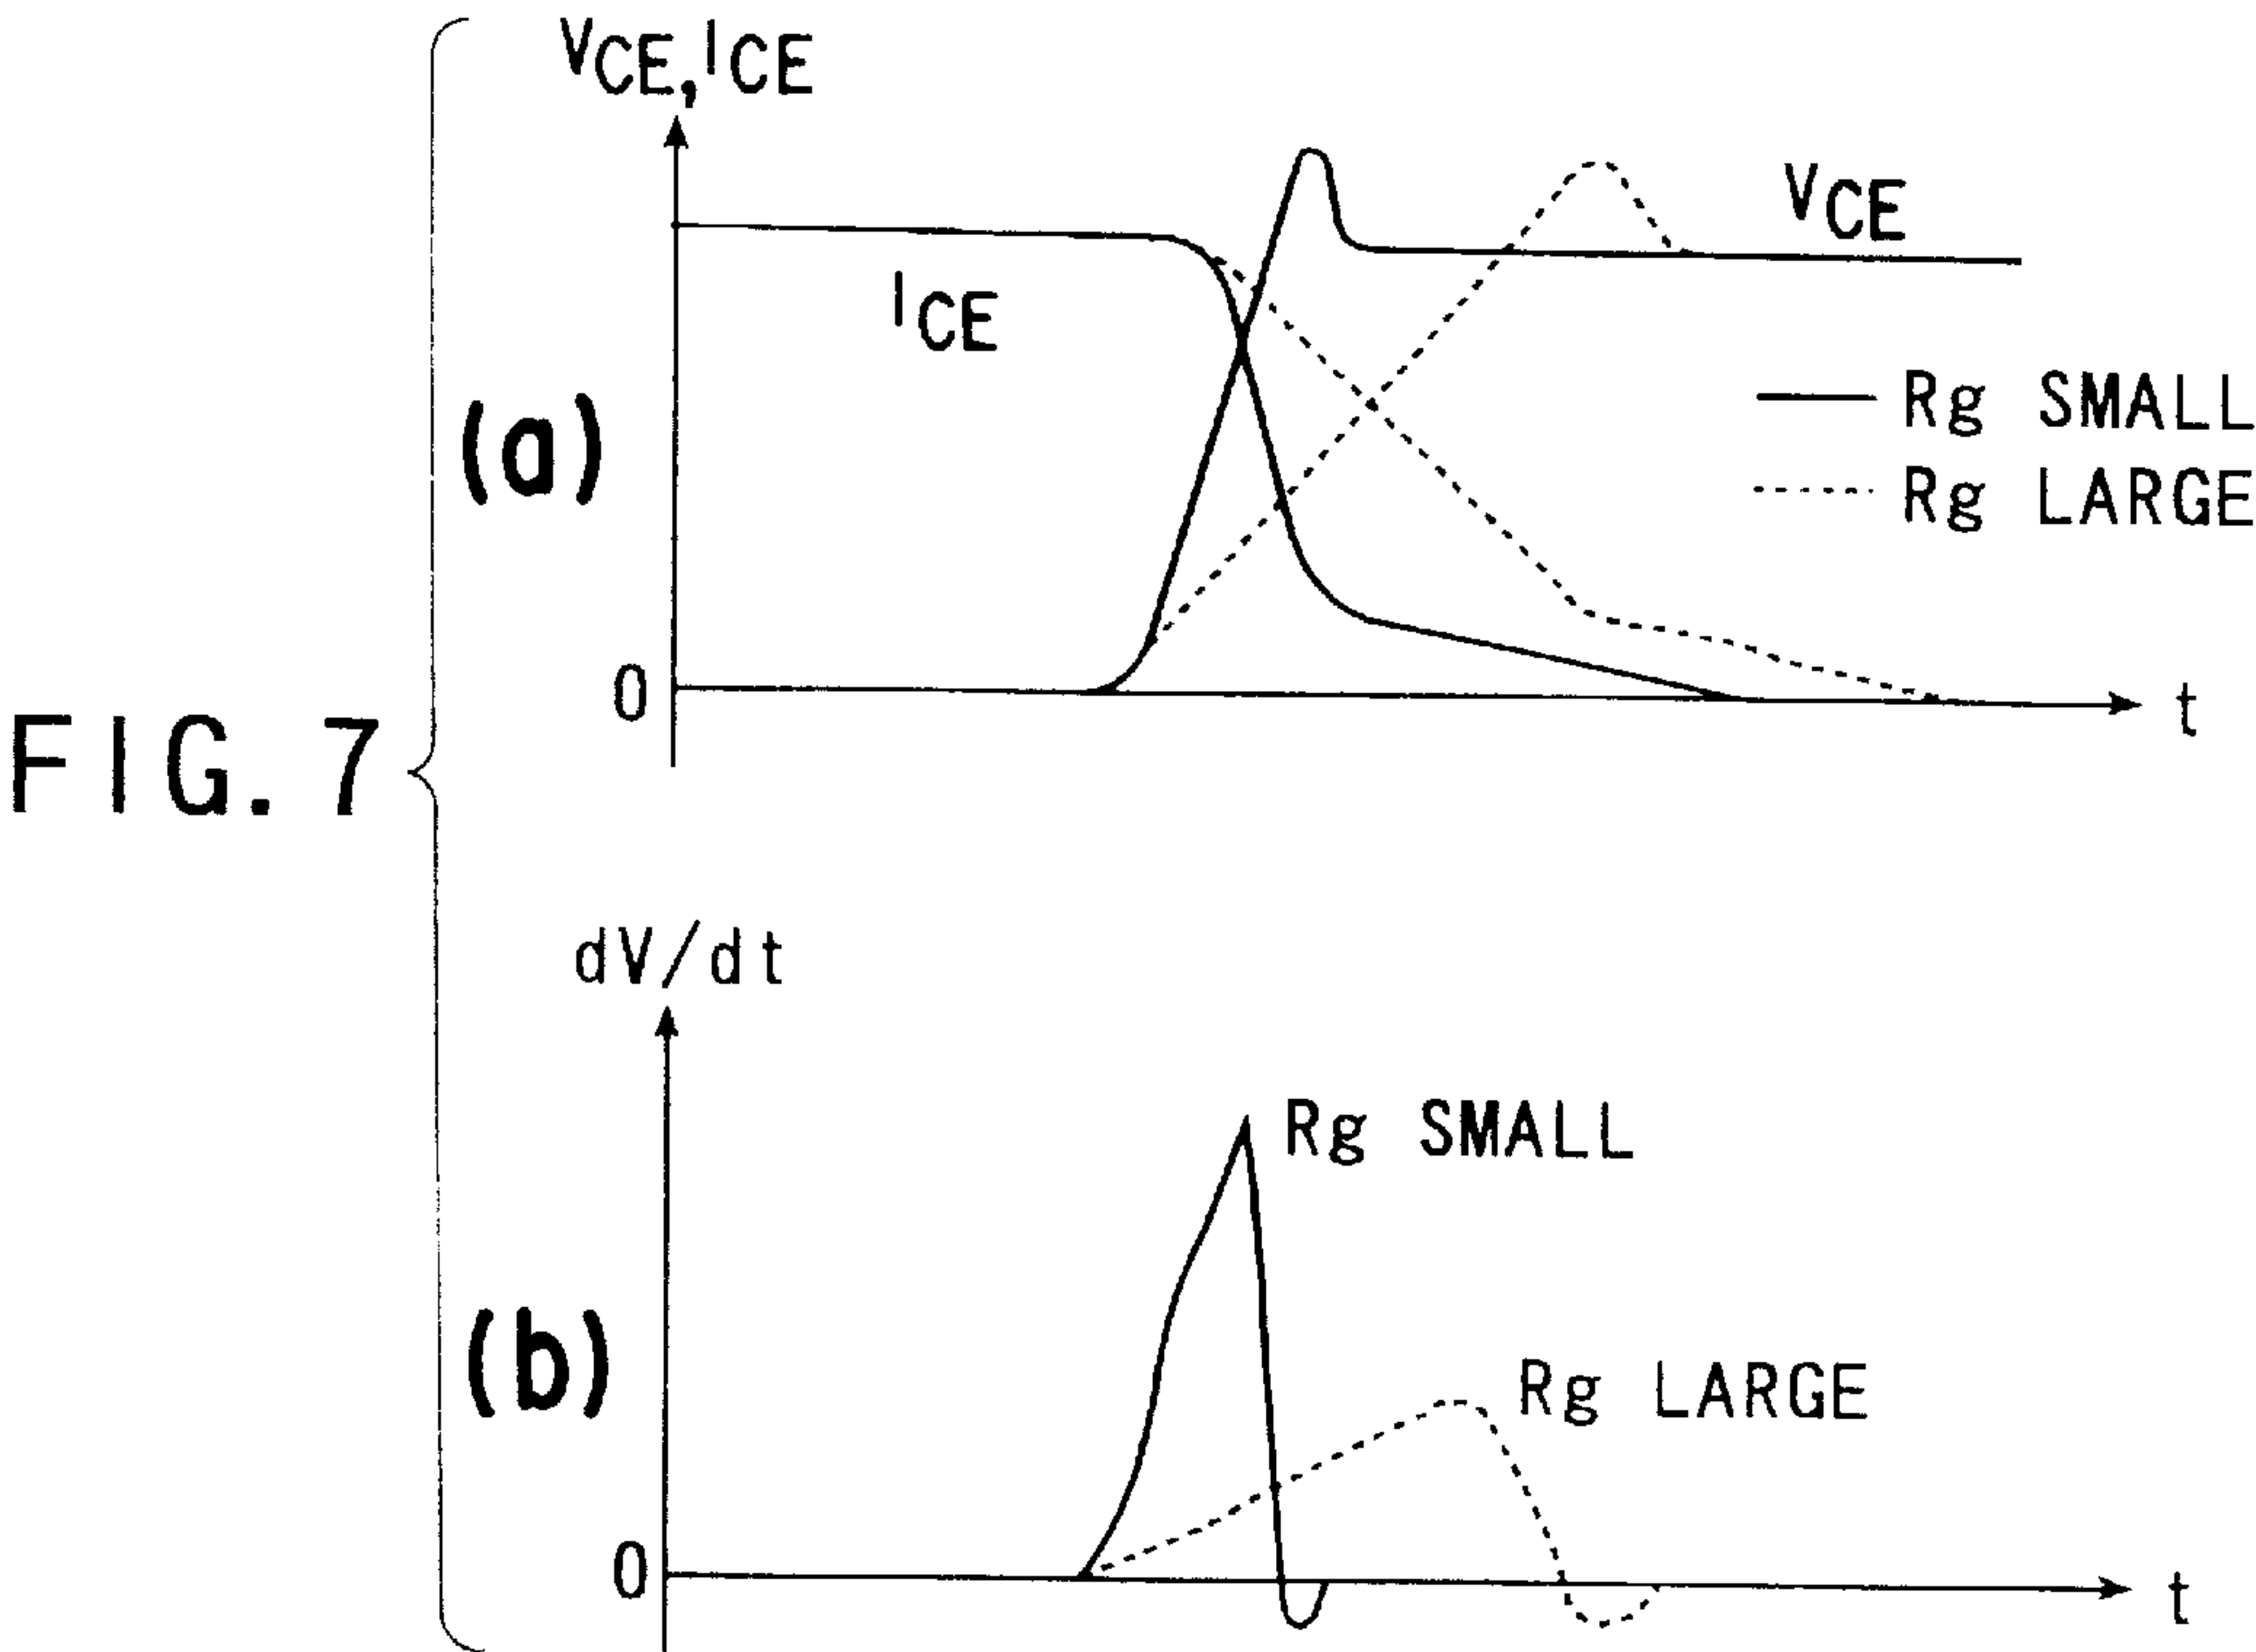 FIG. 7
(a)
VCE, ICE
ICE
VCE
Rg SMALL
Rg LARGE
0
t
(b)
dV/dt
Rg SMALL
Rg LARGE
0
t